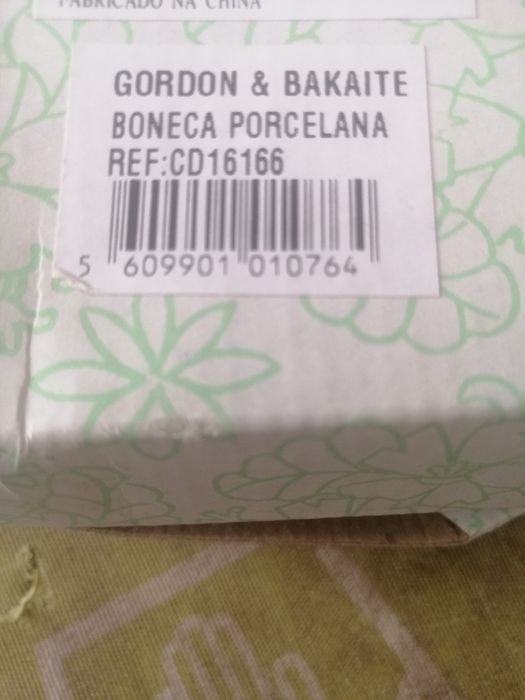 FABRICADO NA CHINA
GORDON & BAKAITE
BONECA PORCELANA
REF:CD16166
5 609901 010764